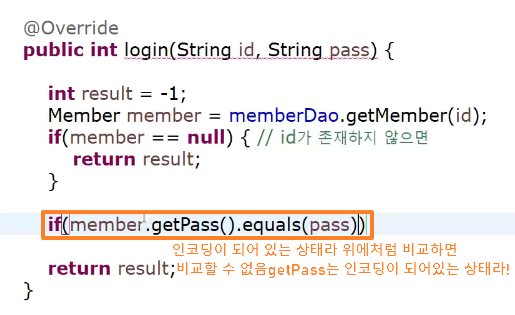 @Override
public int login(String id, String pass) {
int result = -1;
Member member = memberDao.getMember(id);
if(member == null) { // id가 존재하지 않으면
return result;
}
if(member.getPass().equals(pass))
인코딩이 되어 있는 상태라 위에처럼 비교하면
return result; 비교할 수 없음getPass는 인코딩이 되어있는 상태라!
}